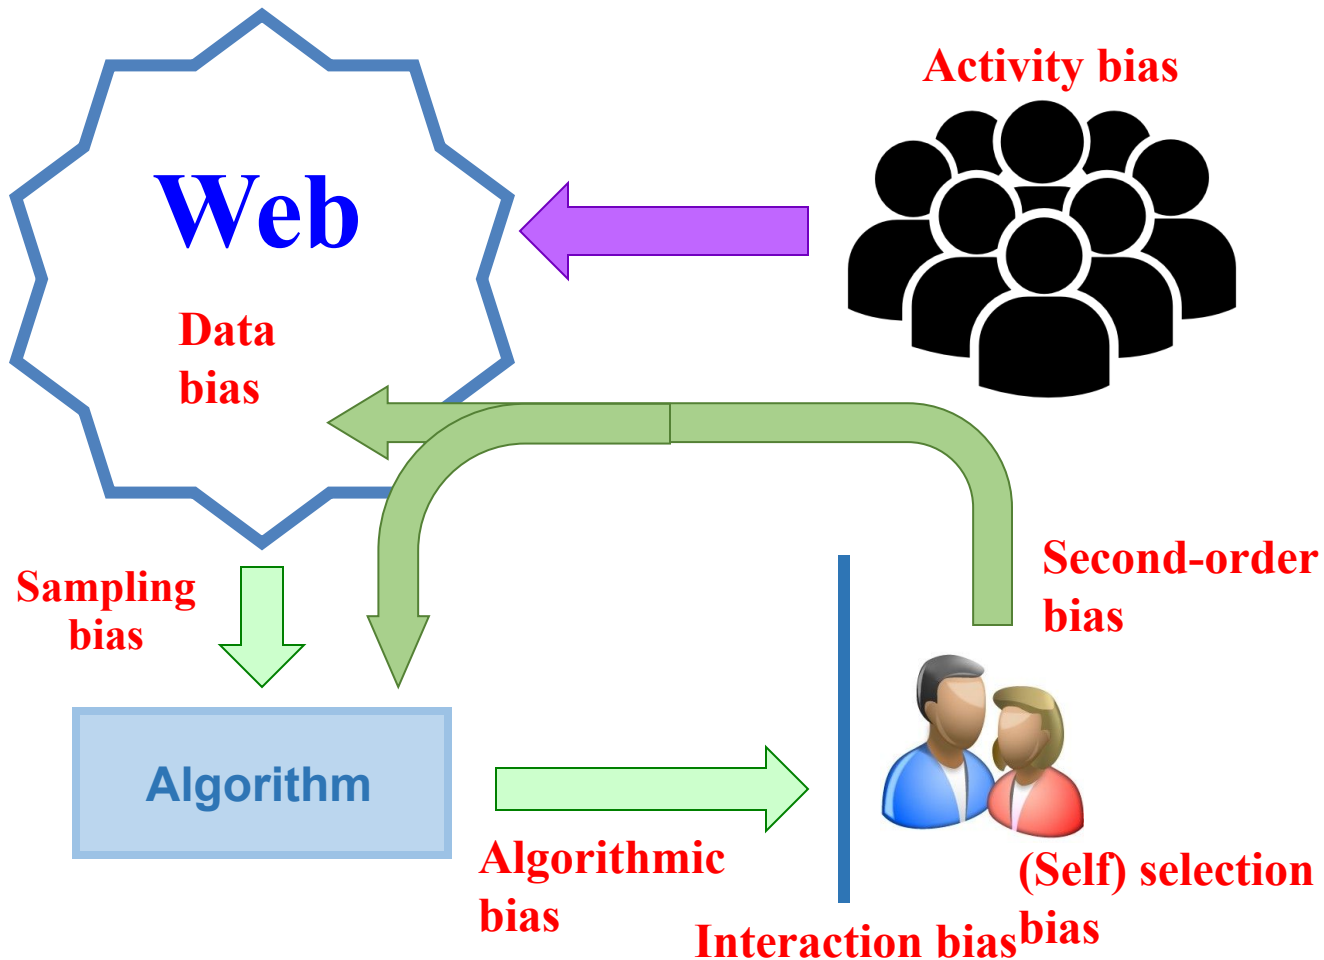 Activity bias
Web
Data
bias
Second-order
bias
Sampling
bias
Algorithm
Algorithmic
bias
(Self) selection
bias
Interaction bias